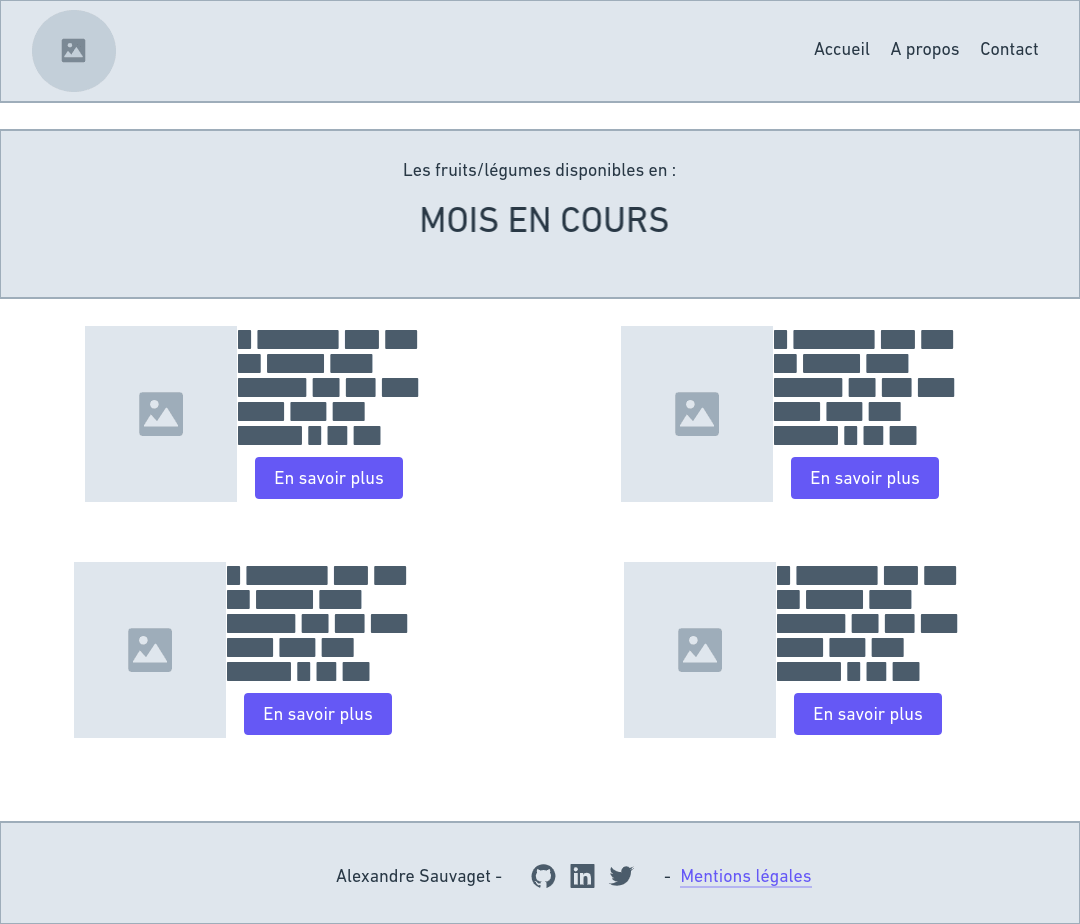 Accueil A propos Contact
Les fruits/légumes disponibles en :
MOIS EN COURS
En savoir plus
En savoir plus
En savoir plus
En savoir plus
Alexandre Sauvaget - - Mentions légales